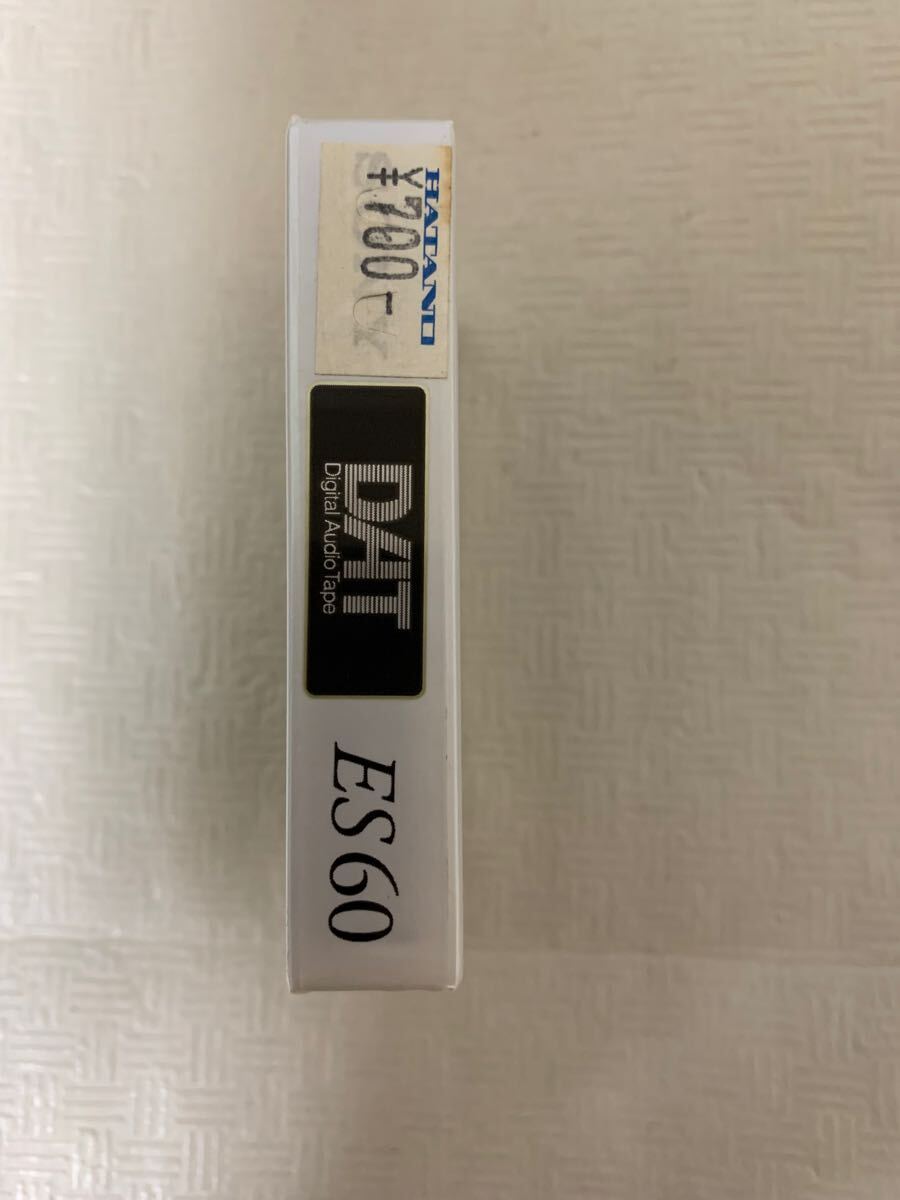 HATANO
¥700-
DAT
Digital Audio Tape
ES60